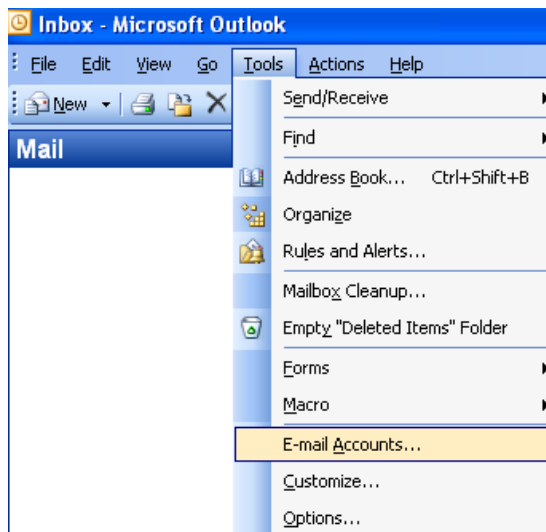 Inbox - Microsoft Outlook
File Edit View Go Tools Actions Help
New
Mail
Send/Receive
Find
Address Book... Ctrl+Shift+B
Organize
Rules and Alerts...
Mailbox Cleanup...
Empty "Deleted Items" Folder
Forms
Macro
E-mail Accounts...
Customize...
Options...